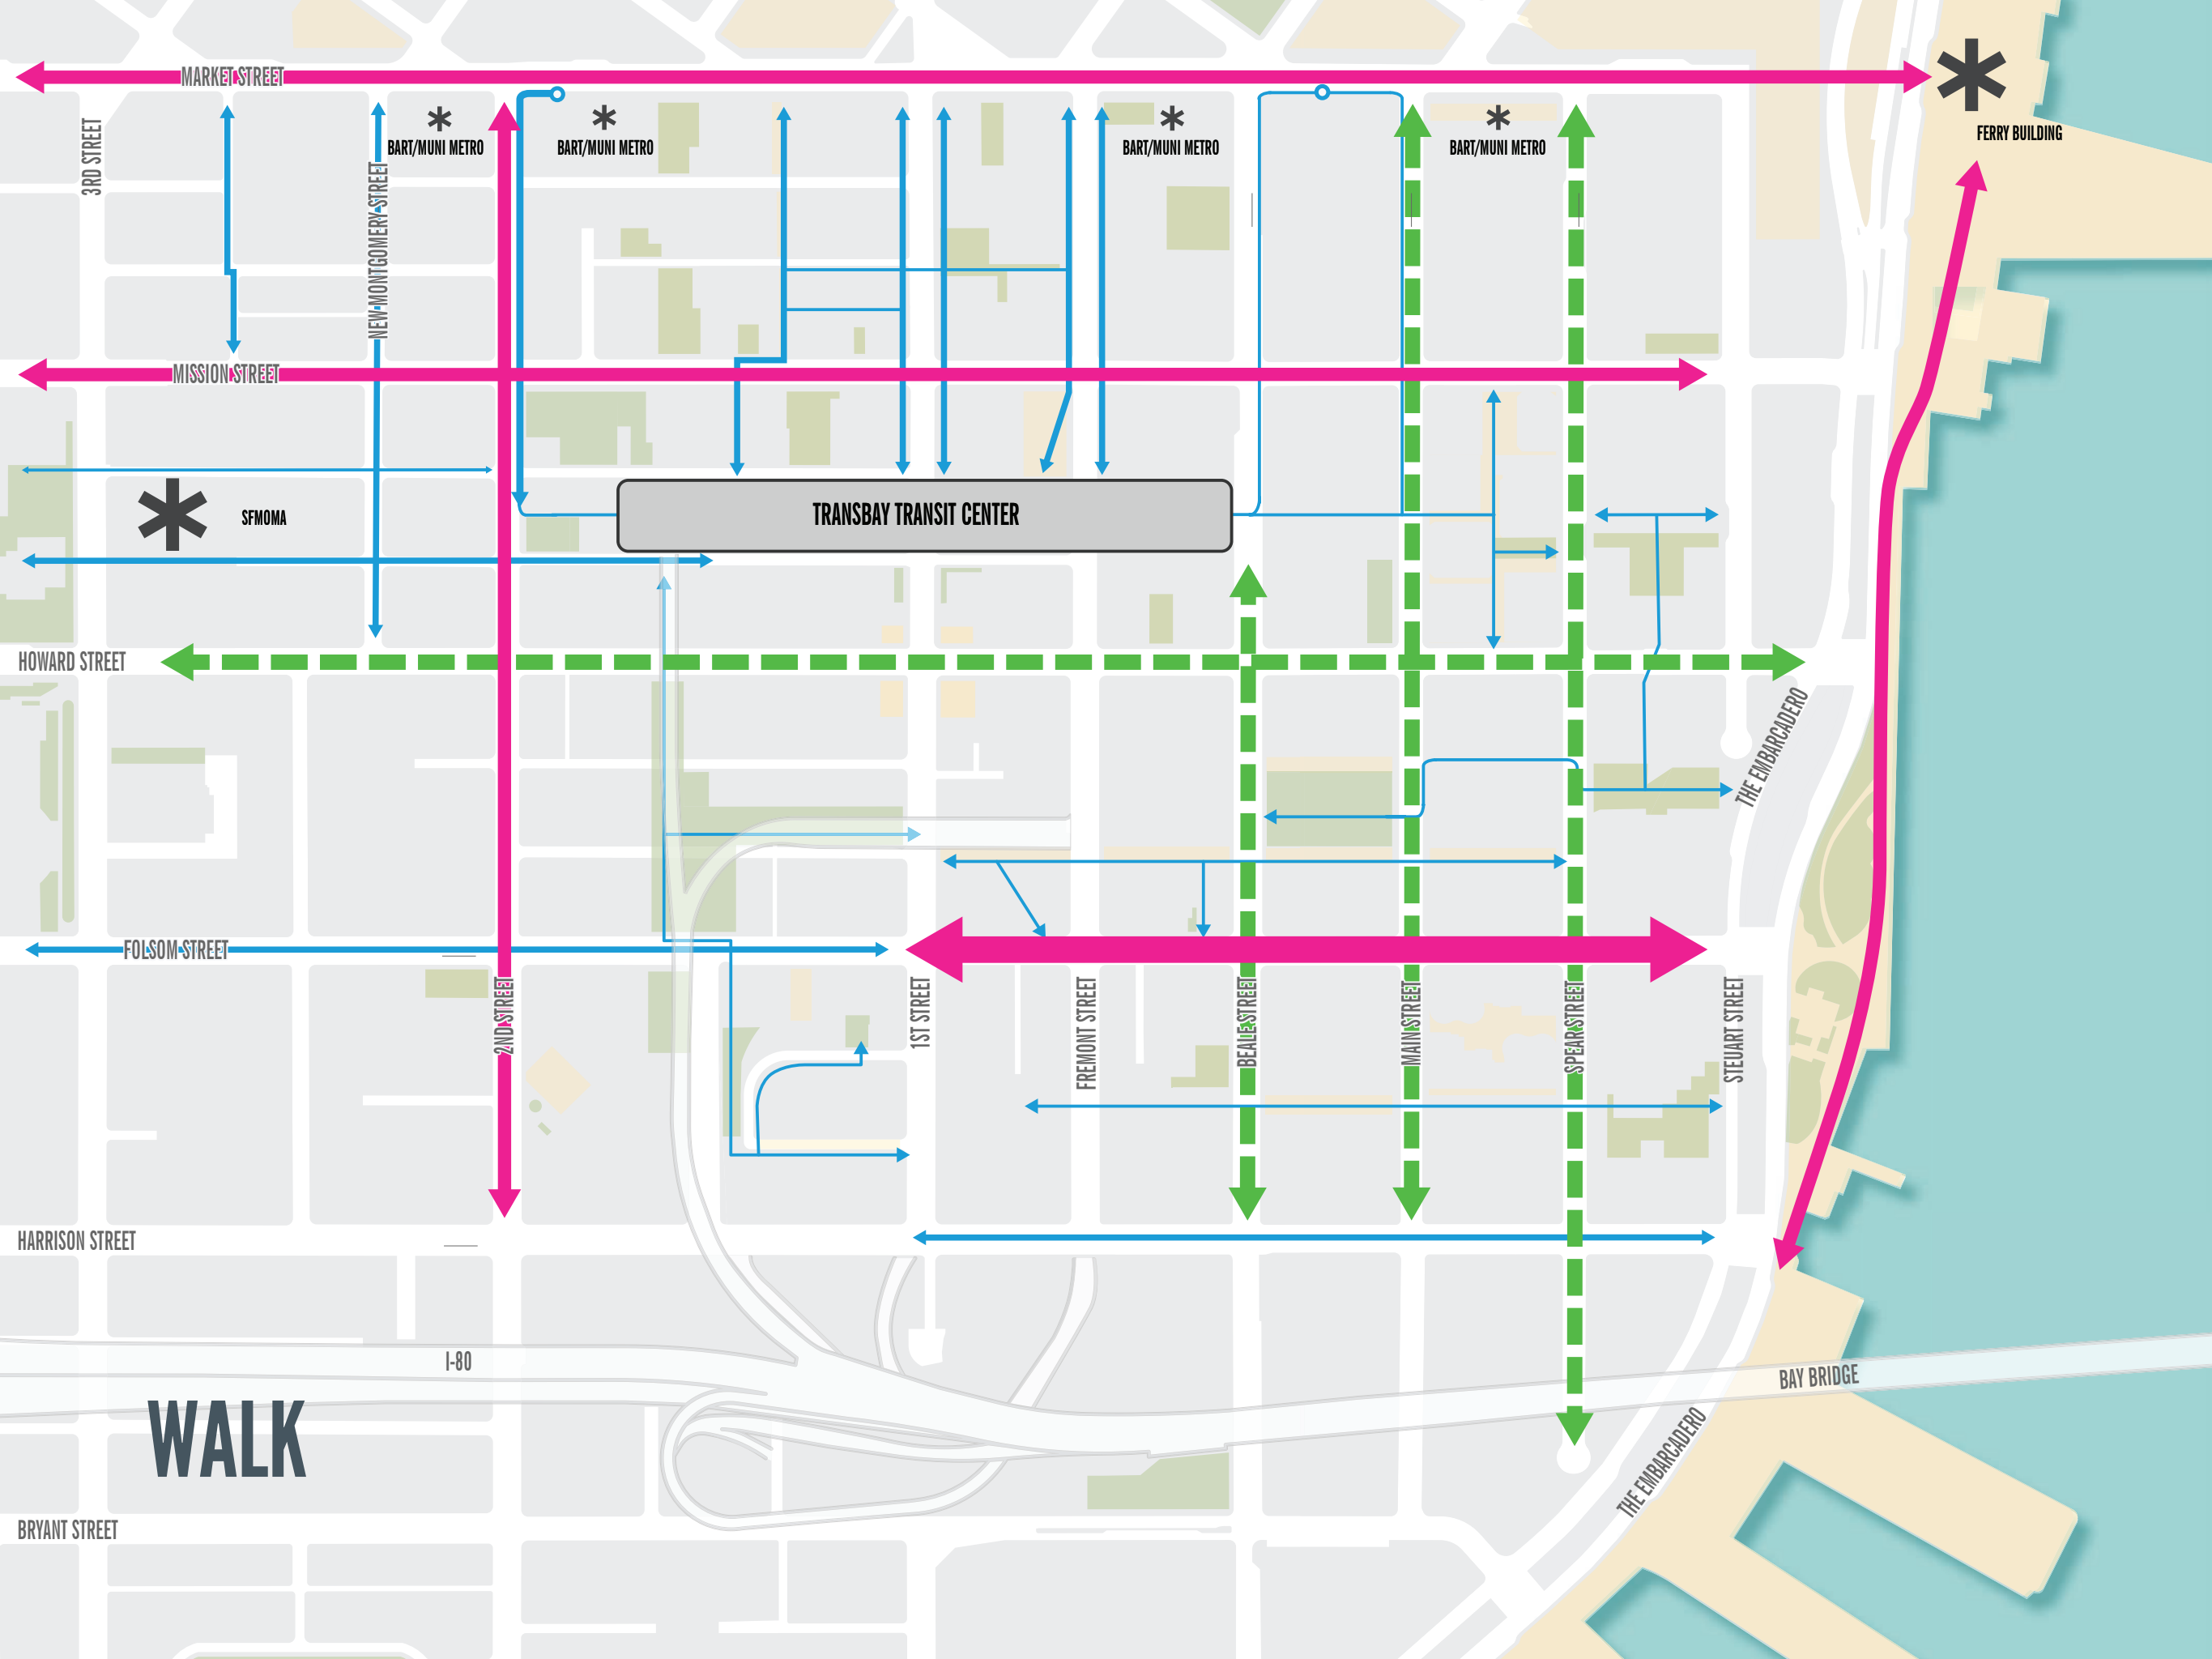 MARKET STREET
FERRY BUILDING
BART/MUNI METRO
BART/MUNI METRO
BART/MUNI METRO
BART/MUNI METRO
3RD STREET
NEW MONTGOMERY STREET
MISSION STREET
SFMOMA
TRANSBAY TRANSIT CENTER
HOWARD STREET
THE EMBARCADERO
FOLSOM STREET
2ND STREET
1ST STREET
FREMONT STREET
BEALE STREET
MAIN STREET
SPEAR STREET
STEUART STREET
HARRISON STREET
I-80
BAY BRIDGE
WALK
THE EMBARCADERO
BRYANT STREET